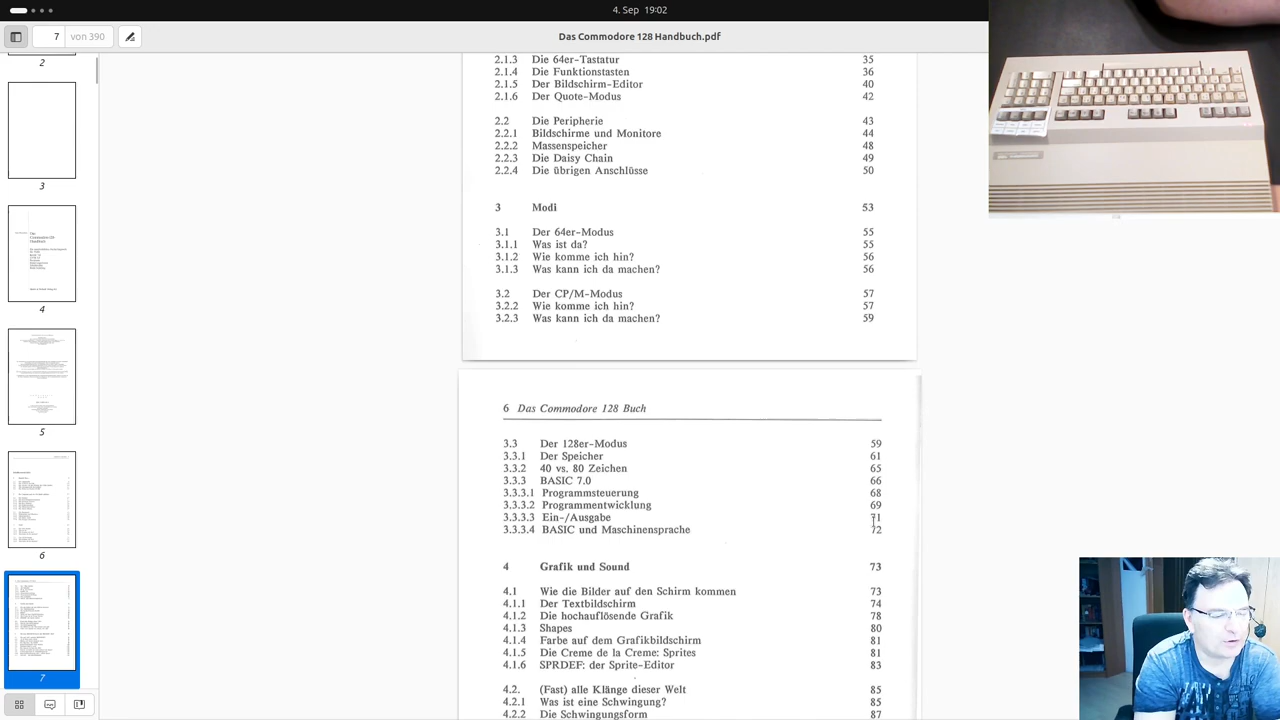 4. Sep 19:02
7 von 390
Das Commodore 128 Handbuch.pdf
2
3
4
5
6
7
2.1.3 Die 64er-Tastatur 35
2.1.4 Die Funktionstasten 36
2.1.5 Der Bildschirm-Editor 40
2.1.6 Der Quote-Modus 42
2.2 Die Peripherie 43
2.2.1 Bildschirme und Monitore 44
2.2.2 Massenspeicher 48
2.2.3 Die Daisy Chain 49
2.2.4 Die übrigen Anschlüsse 50
3 Modi 53
3.1 Der 64er-Modus 55
3.1.1 Was ist da? 55
3.1.2 Wie komme ich hin? 56
3.1.3 Was kann ich da machen? 56
3.2 Der CP/M-Modus 57
3.2.2 Wie komme ich hin? 57
3.2.3 Was kann ich da machen? 59
6 Das Commodore 128 Buch
3.3 Der 128er-Modus 59
3.3.1 Der Speicher 61
3.3.2 40 vs. 80 Zeichen 65
3.3.3 BASIC 7.0 66
3.3.3.1 Programmsteuerung 68
3.3.3.2 Programmentwicklung 69
3.3.3.3 Ein-/Ausgabe 71
3.3.3.4 BASIC und Maschinensprache 72
4 Grafik und Sound 73
4.1 Wie die Bilder auf den Schirm kommen 73
4.1.1 Der Textbildschirm 74
4.1.2 Die hochauflösende Grafik 78
4.1.3 Shapes 80
4.1.4 Farbe auf dem Grafikbildschirm 81
4.1.5 Die Creme de la Creme: Sprites 81
4.1.6 SPRDEF: der Sprite-Editor 83
4.2. (Fast) alle Klänge dieser Welt 85
4.2.1 Was ist eine Schwingung? 85
4.2.2 Die Schwingungsform 87